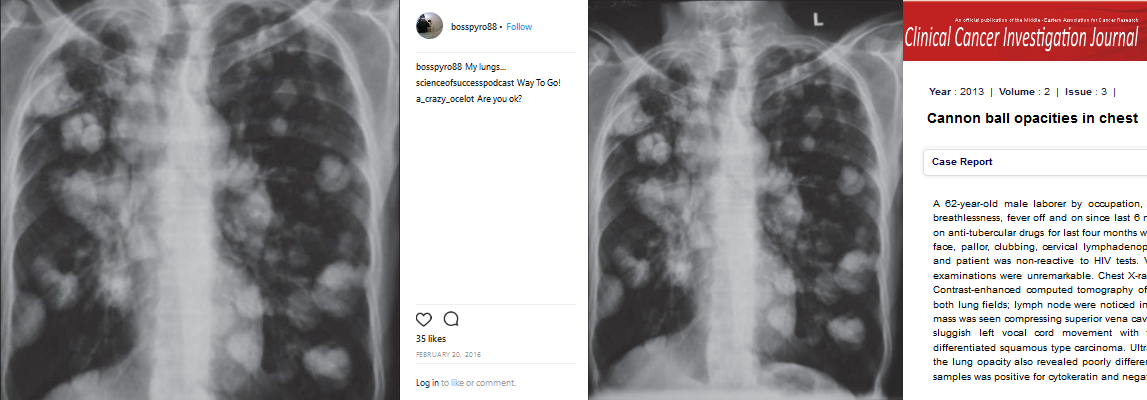 bosspyro88 • Follow
bosspyro88 My lungs...
scienceofsuccesspodcast Way To Go!
a_crazy_ocelot Are you ok?
35 likes
FEBRUARY 20, 2016
Log in to like or comment.
L
An official publication of the Middle-Eastern Association for Cancer Research
Clinical Cancer Investigation Journal
Year : 2013 | Volume : 2 | Issue : 3 |
Cannon ball opacities in chest
Case Report
A 62-year-old male laborer by occupation,
breathlessness, fever off and on since last 6
on anti-tubercular drugs for last four months
face, pallor, clubbing, cervical lymphadenop
and patient was non-reactive to HIV tests. V
examinations were unremarkable. Chest X-ra
Contrast-enhanced computed tomography of
both lung fields; lymph node were noticed in
mass was seen compressing superior vena cav
sluggish left vocal cord movement with
differentiated squamous type carcinoma. Ultr
the lung opacity also revealed poorly differen
samples was positive for cytokeratin and nega